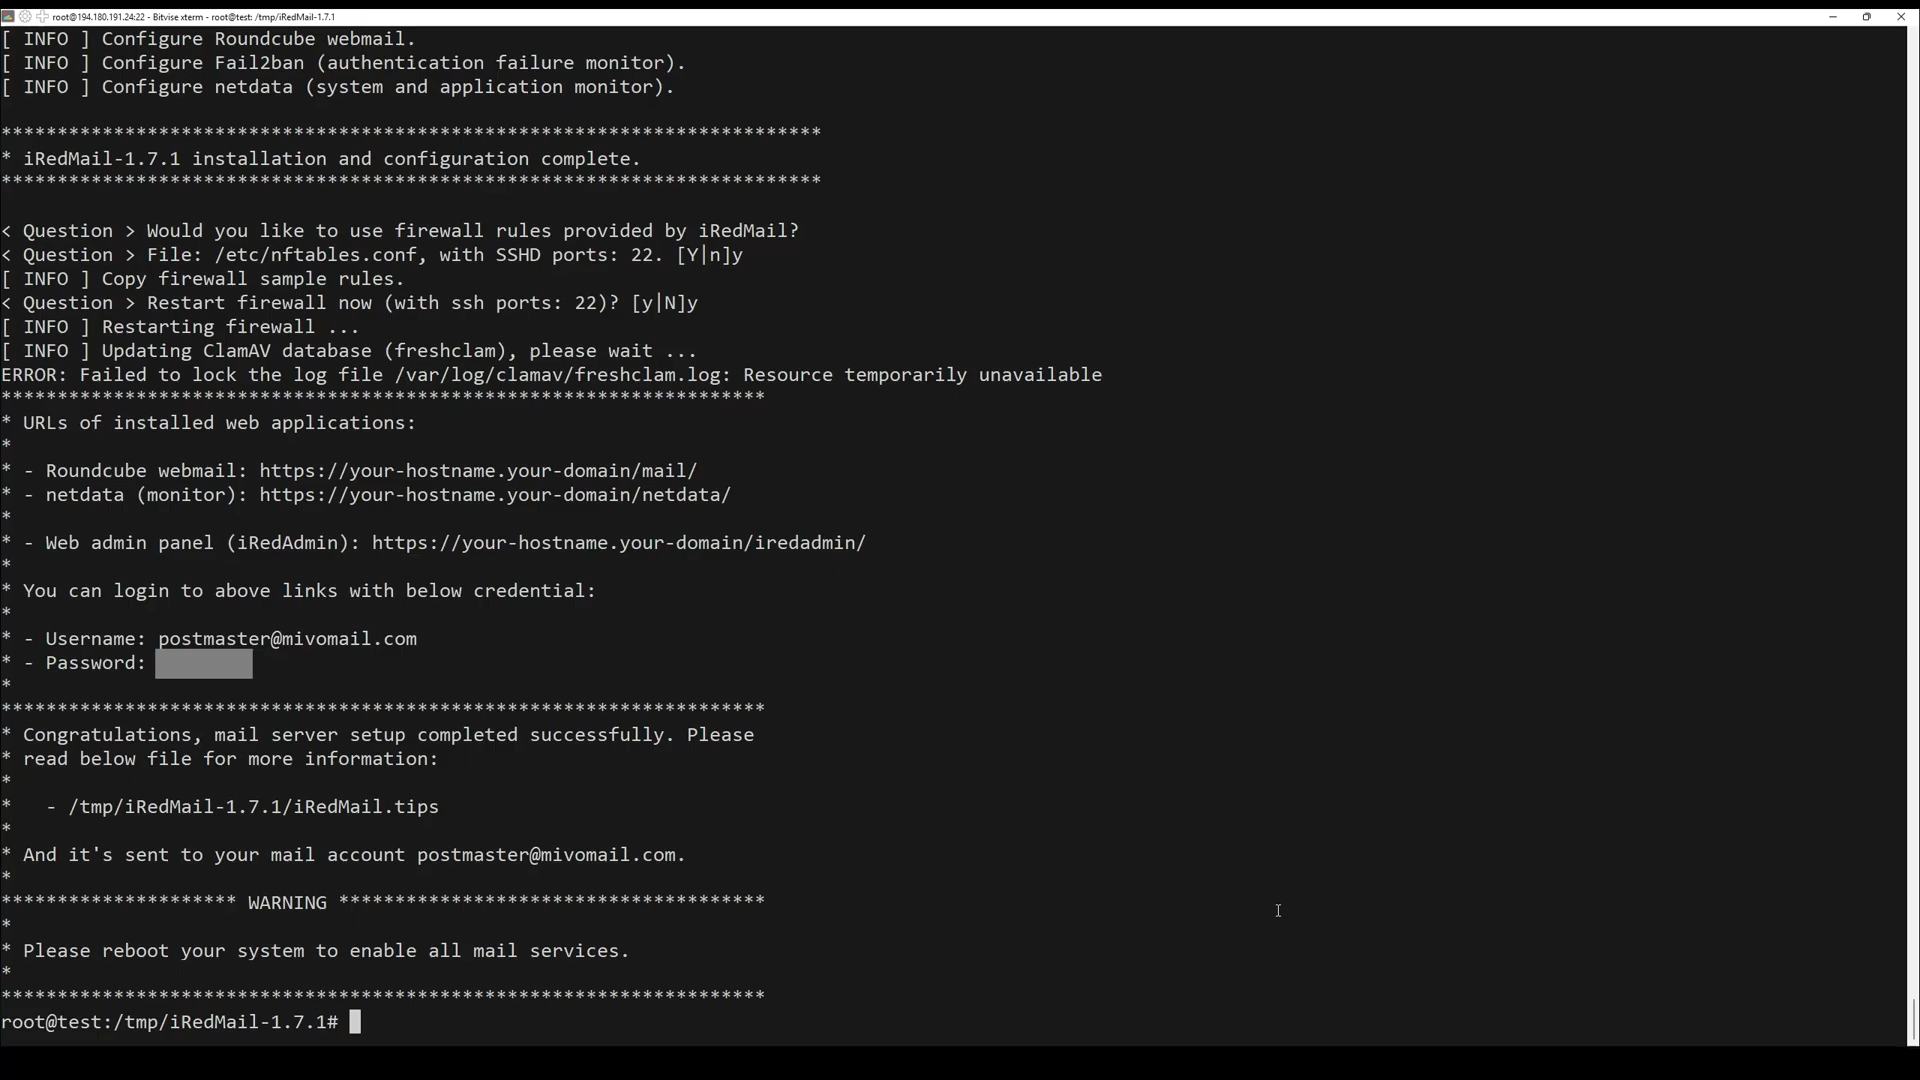 root@194.180.191.24:22 - Bitvise xterm - root@test: /tmp/iRedMail-1.7.1
[ INFO ] Configure Roundcube webmail.
[ INFO ] Configure Fail2ban (authentication failure monitor).
[ INFO ] Configure netdata (system and application monitor).
*************************************************************************
* iRedMail-1.7.1 installation and configuration complete.
*************************************************************************
< Question > Would you like to use firewall rules provided by iRedMail?
< Question > File: /etc/nftables.conf, with SSHD ports: 22. [Y|n]y
[ INFO ] Copy firewall sample rules.
< Question > Restart firewall now (with ssh ports: 22)? [y|N]y
[ INFO ] Restarting firewall ...
[ INFO ] Updating ClamAV database (freshclam), please wait ...
ERROR: Failed to lock the log file /var/log/clamav/freshclam.log: Resource temporarily unavailable
********************************************************************
* URLs of installed web applications:
*
* - Roundcube webmail: https://your-hostname.your-domain/mail/
* - netdata (monitor): https://your-hostname.your-domain/netdata/
*
* - Web admin panel (iRedAdmin): https://your-hostname.your-domain/iredadmin/
*
* You can login to above links with below credential:
*
* - Username: postmaster@mivomail.com
* - Password:
*
********************************************************************
* Congratulations, mail server setup completed successfully. Please
* read below file for more information:
*
*   - /tmp/iRedMail-1.7.1/iRedMail.tips
*
* And it's sent to your mail account postmaster@mivomail.com.
*
********************* WARNING **************************************
*
* Please reboot your system to enable all mail services.
*
********************************************************************
root@test:/tmp/iRedMail-1.7.1#